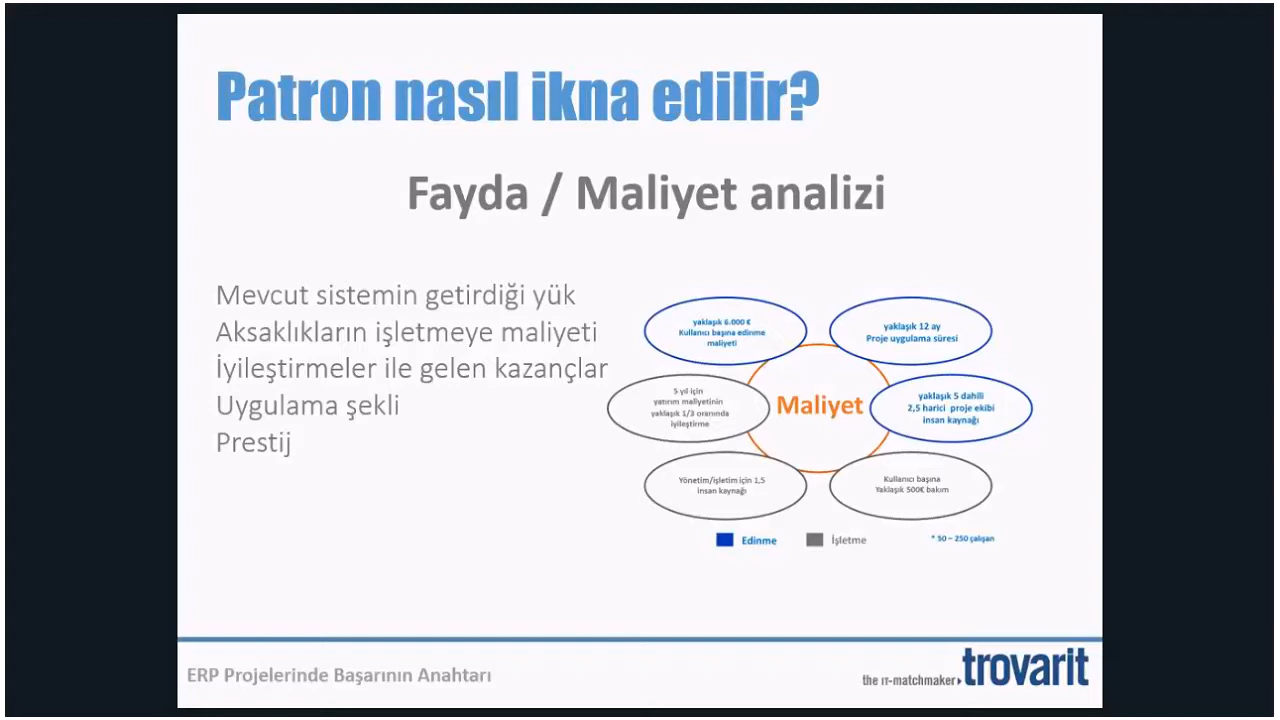 Patron nasıl ikna edilir?
Fayda / Maliyet analizi
Mevcut sistemin getirdiği yük
Aksaklıkların işletmeye maliyeti
İyileştirmeler ile gelen kazançlar
Uygulama şekli
Prestij
yaklaşık 6.000 €
Kullanıcı başına edinme
maliyeti
yaklaşık 12 ay
Proje uygulama süresi
5 yıl için
yatırım maliyetinin
yaklaşık 1/3 oranında
iyileştirme
Maliyet
yaklaşık 5 dahili
2,5 harici proje ekibi
insan kaynağı
Yönetim/işletim için 1,5
insan kaynağı
Kullanıcı başına
Yaklaşık 500€ bakım
Edinme
İşletme
* 50 – 250 çalışan
ERP Projelerinde Başarının Anahtarı
the IT-matchmaker
trovarit